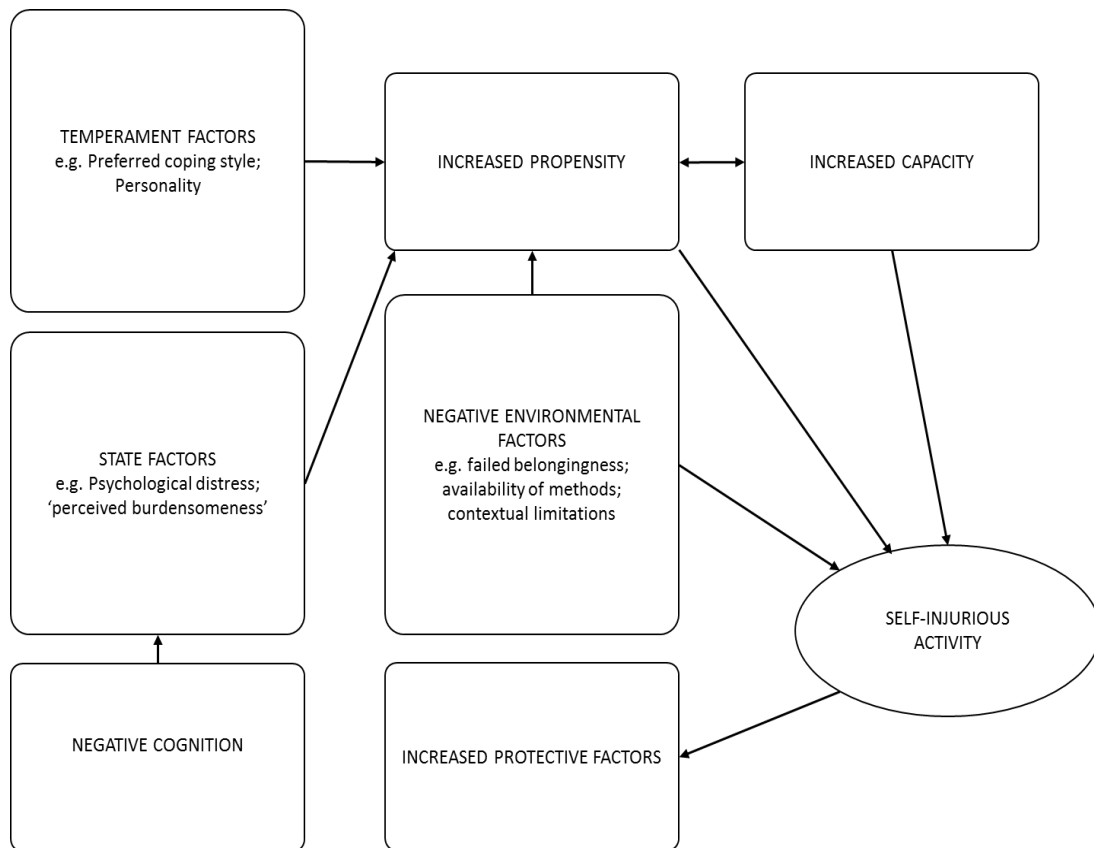 TEMPERAMENT FACTORS
e.g. Preferred coping style;
Personality
INCREASED PROPENSITY
INCREASED CAPACITY
STATE FACTORS
e.g. Psychological distress;
‘perceived burdensomeness’
NEGATIVE ENVIRONMENTAL
FACTORS
e.g. failed belongingness;
availability of methods;
contextual limitations
SELF-INJURIOUS
ACTIVITY
NEGATIVE COGNITION
INCREASED PROTECTIVE FACTORS